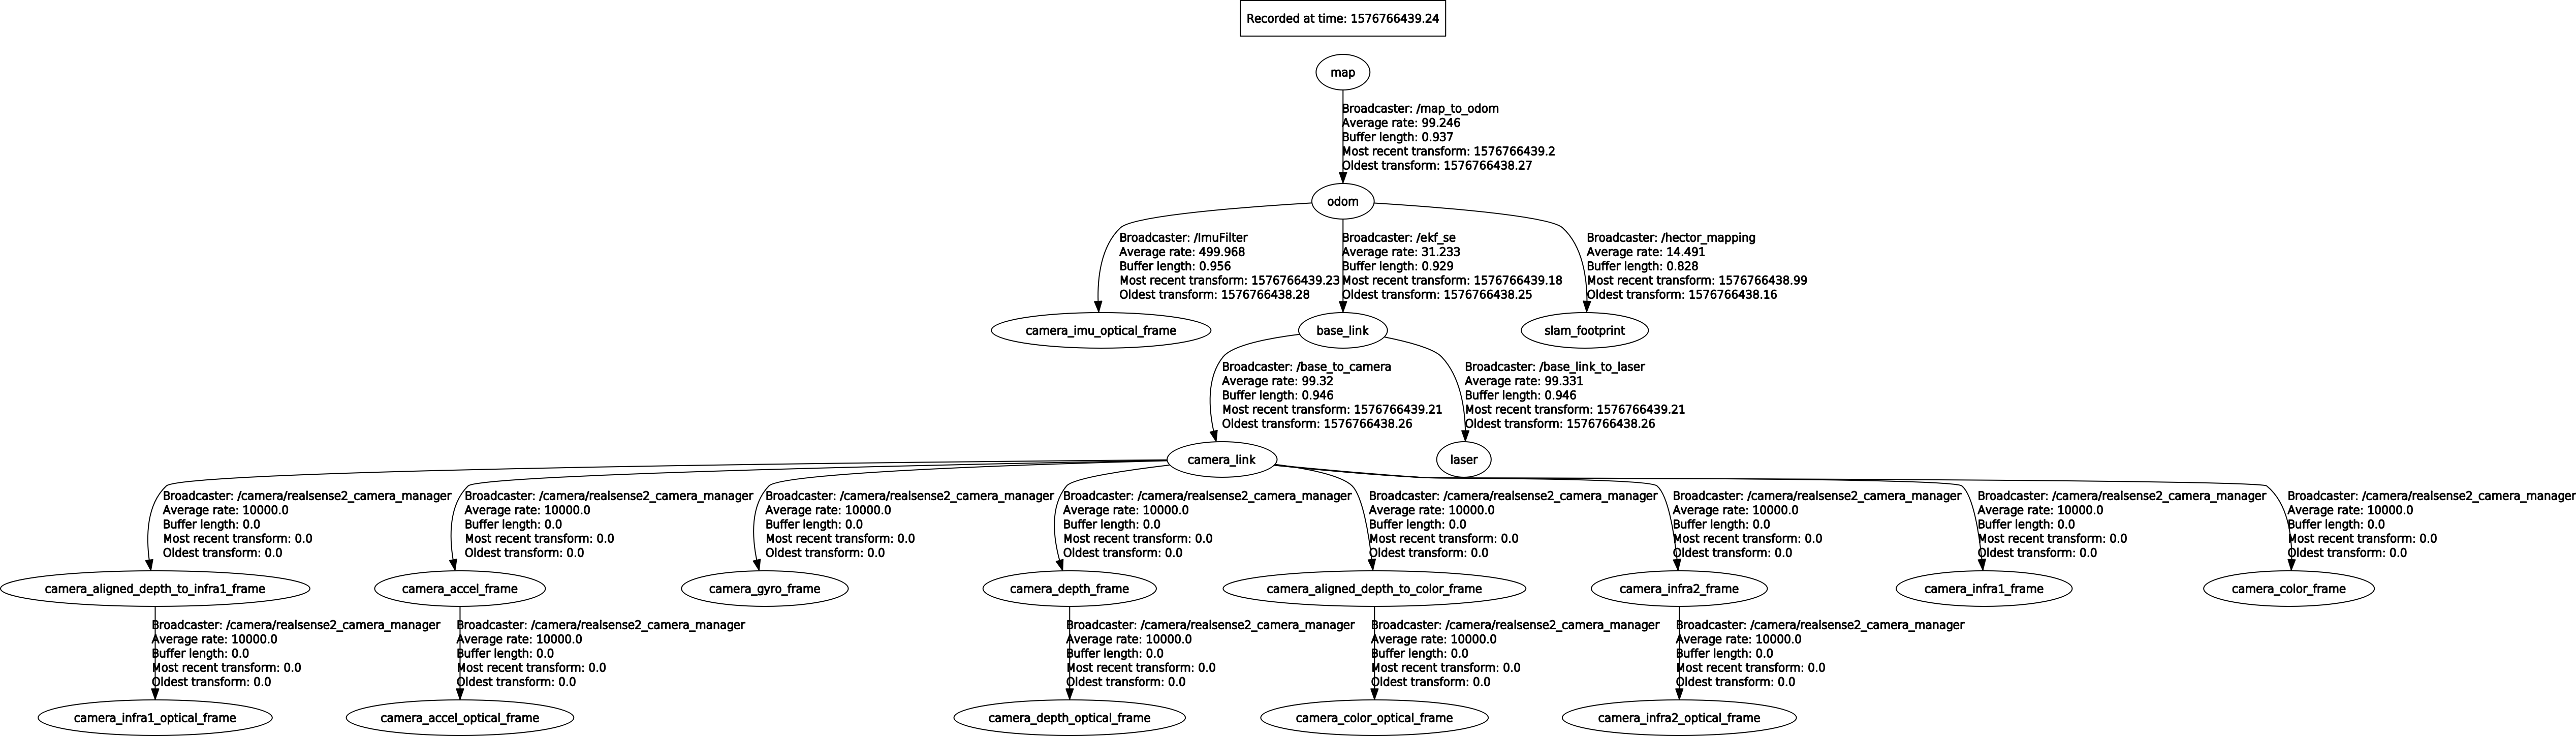 Recorded at time: 1576766439.24
map
Broadcaster: /map_to_odom
Average rate: 99.246
Buffer length: 0.937
Most recent transform: 1576766439.2
Oldest transform: 1576766438.27
odom
Broadcaster: /ImuFilter
Average rate: 499.968
Buffer length: 0.956
Most recent transform: 1576766439.23
Oldest transform: 1576766438.28
Broadcaster: /ekf_se
Average rate: 31.233
Buffer length: 0.929
Most recent transform: 1576766439.18
Oldest transform: 1576766438.25
Broadcaster: /hector_mapping
Average rate: 14.491
Buffer length: 0.828
Most recent transform: 1576766438.99
Oldest transform: 1576766438.16
camera_imu_optical_frame
base_link
slam_footprint
Broadcaster: /base_to_camera
Average rate: 99.32
Buffer length: 0.946
Most recent transform: 1576766439.21
Oldest transform: 1576766438.26
Broadcaster: /base_link_to_laser
Average rate: 99.331
Buffer length: 0.946
Most recent transform: 1576766439.21
Oldest transform: 1576766438.26
camera_link
laser
Broadcaster: /camera/realsense2_camera_manager
Average rate: 10000.0
Buffer length: 0.0
Most recent transform: 0.0
Oldest transform: 0.0
Broadcaster: /camera/realsense2_camera_manager
Average rate: 10000.0
Buffer length: 0.0
Most recent transform: 0.0
Oldest transform: 0.0
Broadcaster: /camera/realsense2_camera_manager
Average rate: 10000.0
Buffer length: 0.0
Most recent transform: 0.0
Oldest transform: 0.0
Broadcaster: /camera/realsense2_camera_manager
Average rate: 10000.0
Buffer length: 0.0
Most recent transform: 0.0
Oldest transform: 0.0
Broadcaster: /camera/realsense2_camera_manager
Average rate: 10000.0
Buffer length: 0.0
Most recent transform: 0.0
Oldest transform: 0.0
Broadcaster: /camera/realsense2_camera_manager
Average rate: 10000.0
Buffer length: 0.0
Most recent transform: 0.0
Oldest transform: 0.0
Broadcaster: /camera/realsense2_camera_manager
Average rate: 10000.0
Buffer length: 0.0
Most recent transform: 0.0
Oldest transform: 0.0
Broadcaster: /camera/realsense2_camera_manager
Average rate: 10000.0
Buffer length: 0.0
Most recent transform: 0.0
Oldest transform: 0.0
camera_aligned_depth_to_infra1_frame
camera_accel_frame
camera_gyro_frame
camera_depth_frame
camera_aligned_depth_to_color_frame
camera_infra2_frame
camera_infra1_frame
camera_color_frame
Broadcaster: /camera/realsense2_camera_manager
Average rate: 10000.0
Buffer length: 0.0
Most recent transform: 0.0
Oldest transform: 0.0
Broadcaster: /camera/realsense2_camera_manager
Average rate: 10000.0
Buffer length: 0.0
Most recent transform: 0.0
Oldest transform: 0.0
Broadcaster: /camera/realsense2_camera_manager
Average rate: 10000.0
Buffer length: 0.0
Most recent transform: 0.0
Oldest transform: 0.0
Broadcaster: /camera/realsense2_camera_manager
Average rate: 10000.0
Buffer length: 0.0
Most recent transform: 0.0
Oldest transform: 0.0
Broadcaster: /camera/realsense2_camera_manager
Average rate: 10000.0
Buffer length: 0.0
Most recent transform: 0.0
Oldest transform: 0.0
camera_infra1_optical_frame
camera_accel_optical_frame
camera_depth_optical_frame
camera_color_optical_frame
camera_infra2_optical_frame